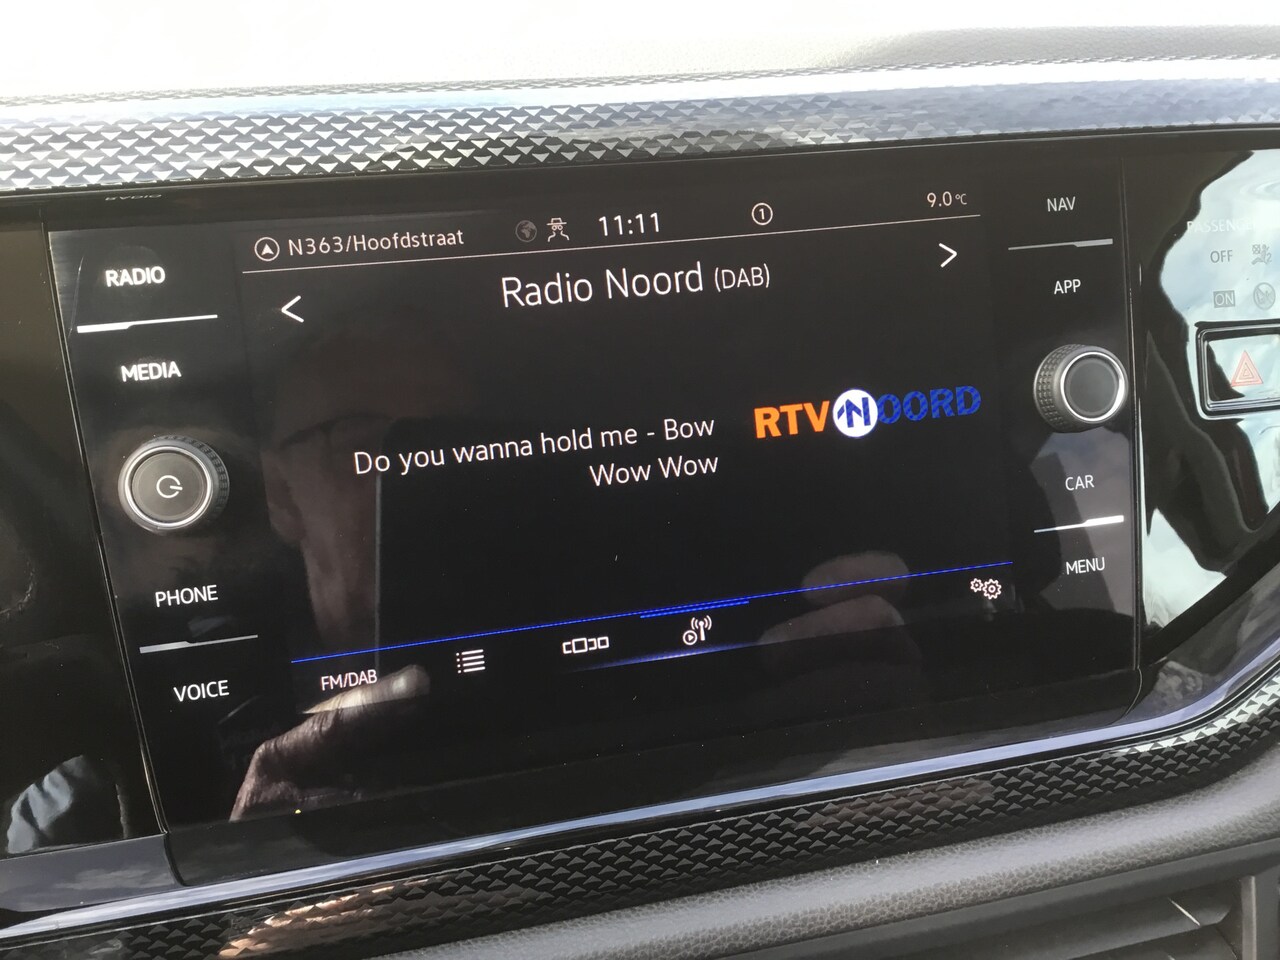 N363/Hoofdstraat
11:11
1
9.0°C
NAV
RADIO
Radio Noord (DAB)
APP
OFF
ON
MEDIA
Do you wanna hold me - Bow
Wow Wow
RTV NOORD
CAR
PHONE
MENU
VOICE
FM/DAB